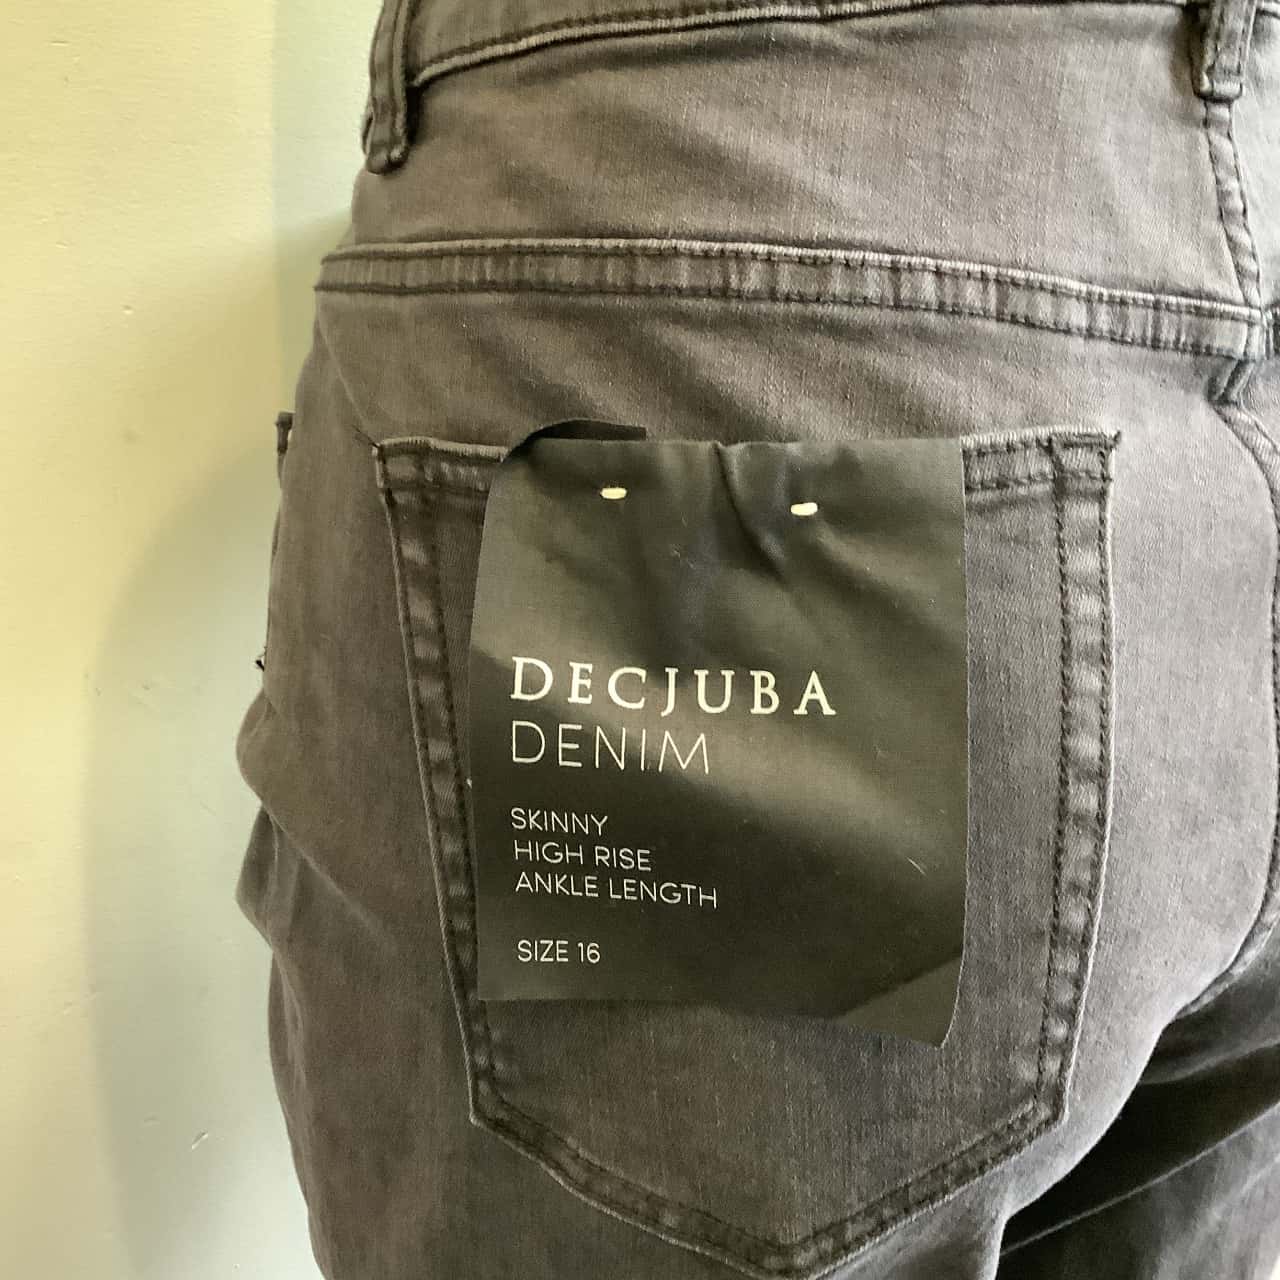 DECJUBA
DENIM
SKINNY
HIGH RISE
ANKLE LENGTH
SIZE 16